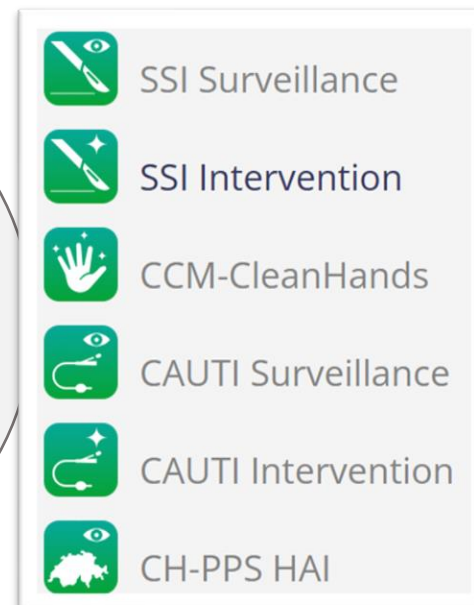 SSI Surveillance
SSI Intervention
CCM-CleanHands
CAUTI Surveillance
CAUTI Intervention
CH-PPS HAI